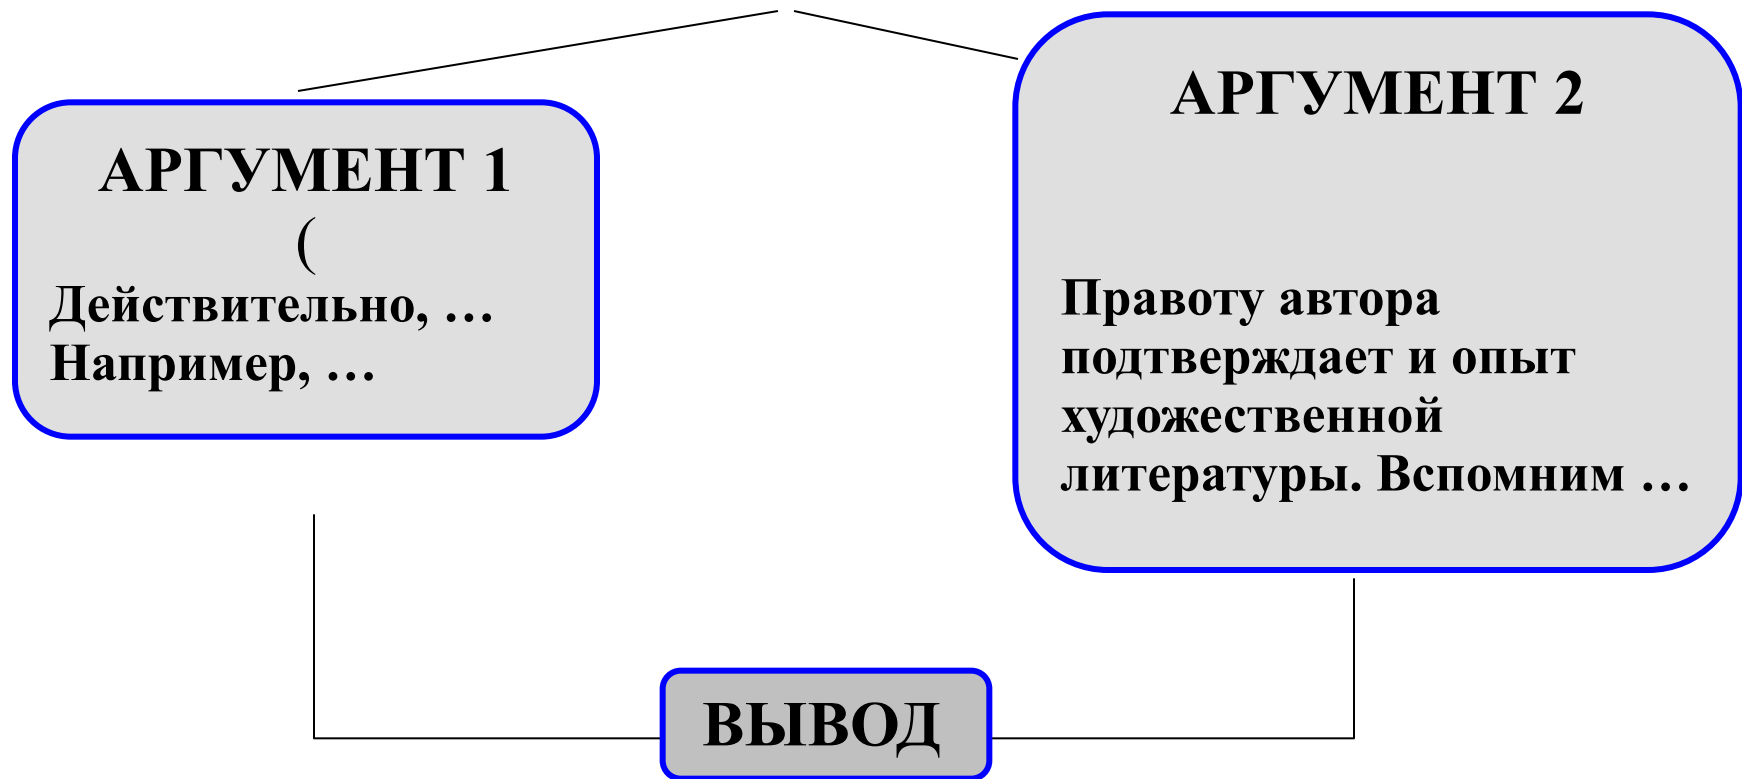 АРГУМЕНТ 1
(
Действительно, …
Например, …
АРГУМЕНТ 2
Правоту автора
подтверждает и опыт
художественной
литературы. Вспомним …
ВЫВОД